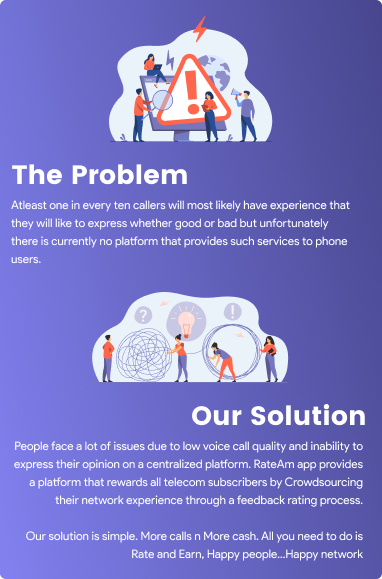 The Problem
Atleast one in every ten callers will most likely have experience that
they will like to express whether good or bad but unfortunately
there is currently no platform that provides such services to phone
users.
Our Solution
People face a lot of issues due to low voice call quality and inability to
express their opinion on a centralized platform. RateAm app provides
a platform that rewards all telecom subscribers by Crowdsourcing
their network experience through a feedback rating process.
Our solution is simple. More calls n More cash. All you need to do is
Rate and Earn, Happy people...Happy network